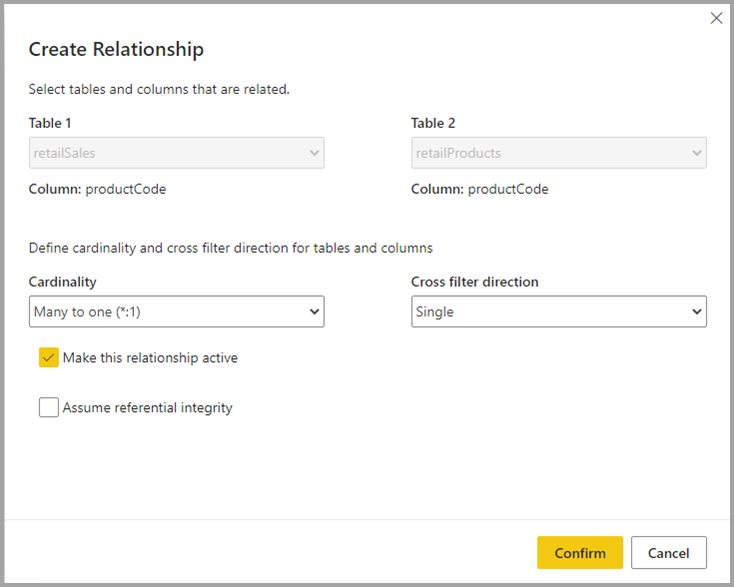 Create Relationship
Select tables and columns that are related.
Table 1
Table 2
retailSales
retailProducts
Column: productCode
Column: productCode
Define cardinality and cross filter direction for tables and columns
Cardinality
Cross filter direction
Many to one (*:1)
Single
Make this relationship active
Assume referential integrity
Confirm
Cancel